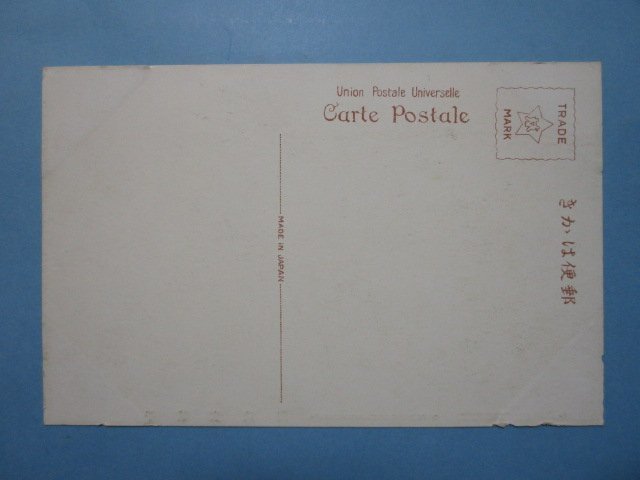 Union Postale Universelle
Carte Postale
TRADE
MARK
MADE IN JAPAN
きかは便郵